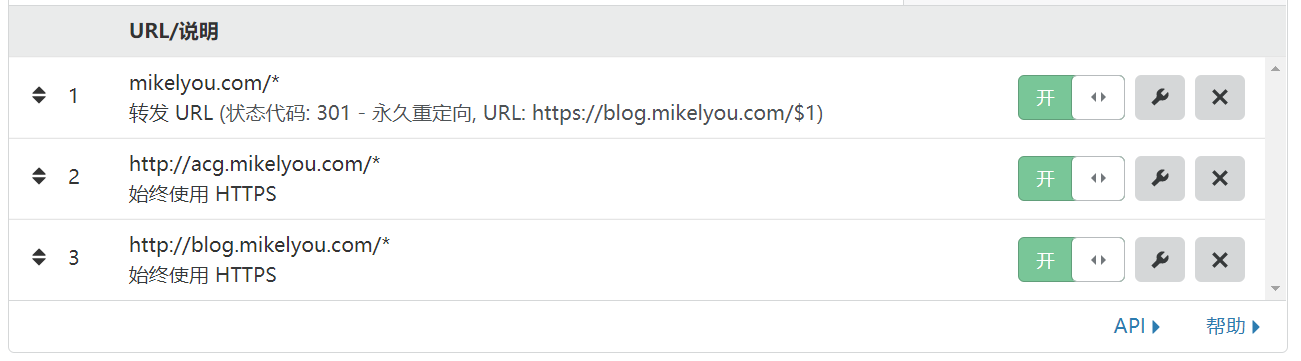 URL/说明
1
mikelyou.com/*
转发 URL (状态代码: 301 - 永久重定向, URL: https://blog.mikelyou.com/$1)
开
2
http://acg.mikelyou.com/*
始终使用 HTTPS
开
3
http://blog.mikelyou.com/*
始终使用 HTTPS
开
API
帮助